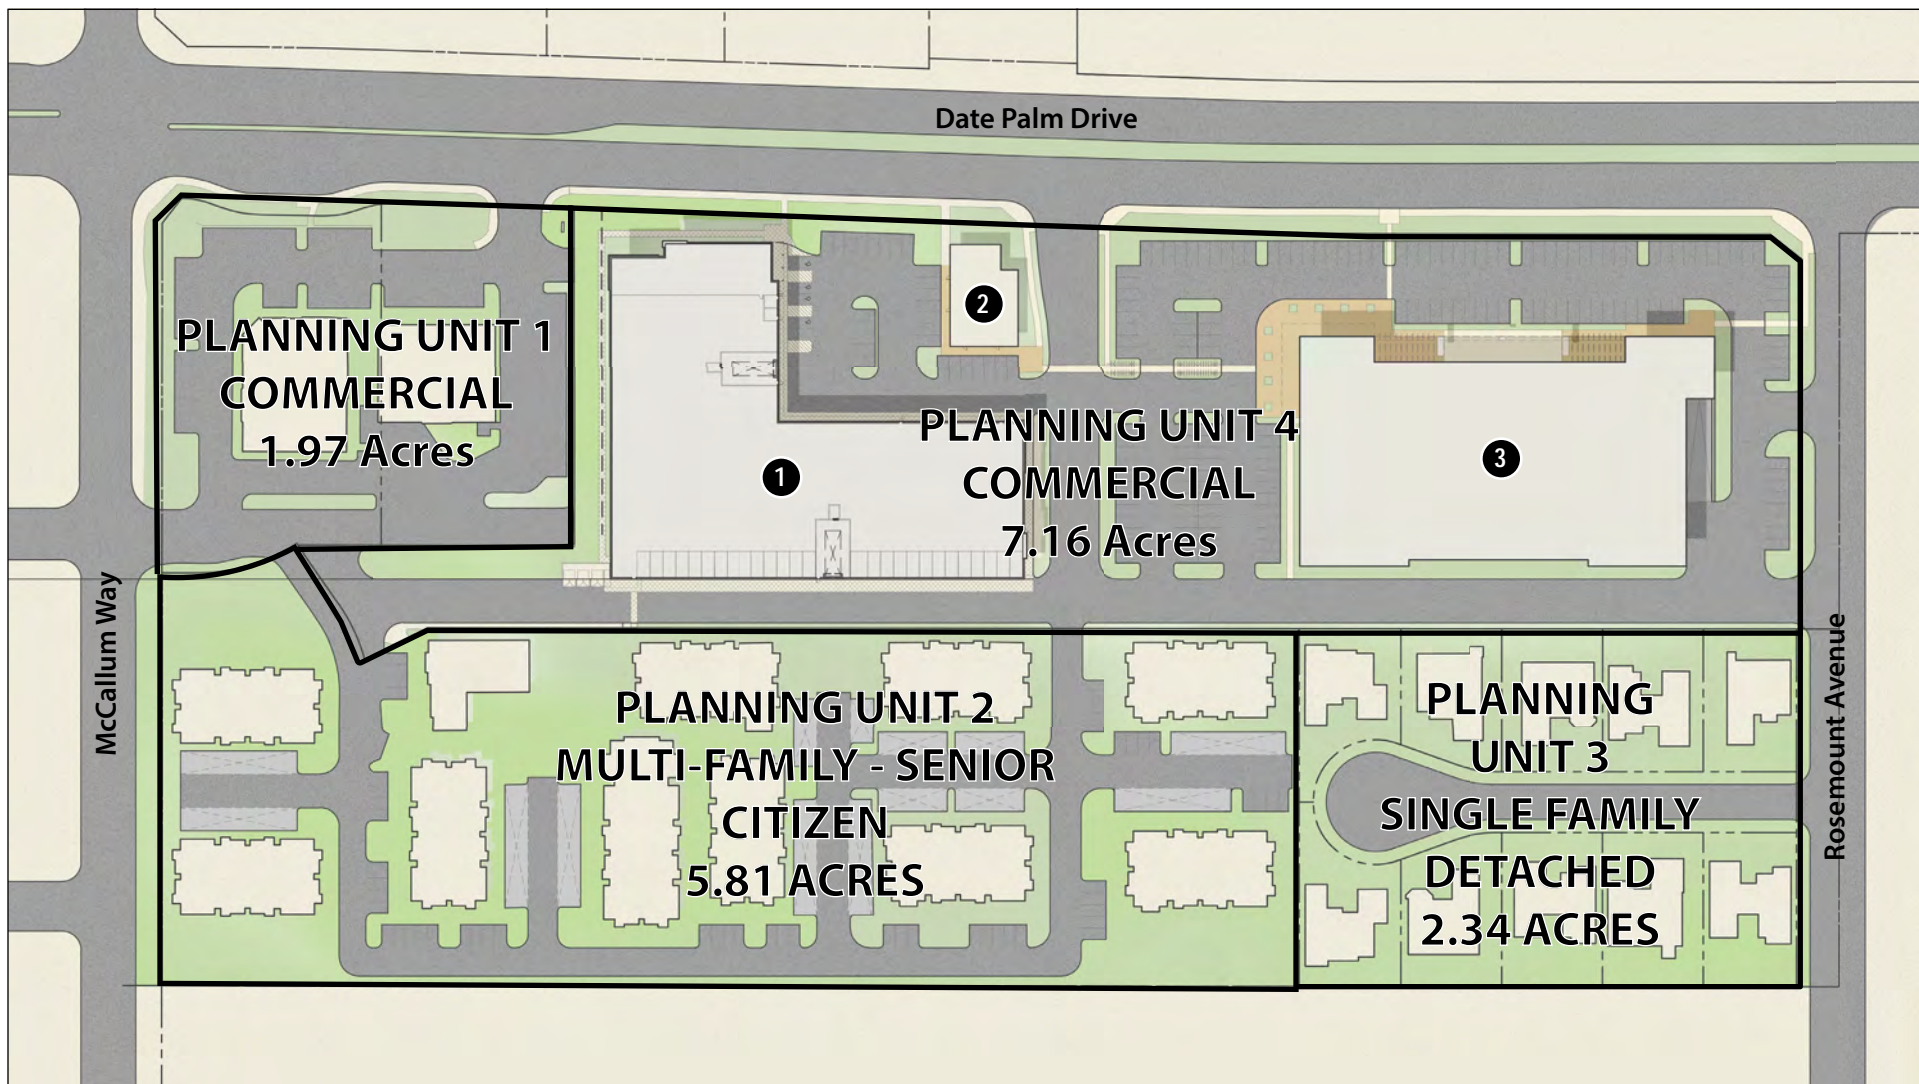 Date Palm Drive
PLANNING UNIT 1
COMMERCIAL
1.97 Acres
2
1
PLANNING UNIT 4
COMMERCIAL
7.16 Acres
3
McCallum Way
PLANNING UNIT 2
MULTI-FAMILY - SENIOR
CITIZEN
5.81 ACRES
PLANNING
UNIT 3
SINGLE FAMILY
DETACHED
2.34 ACRES
Rosemount Avenue